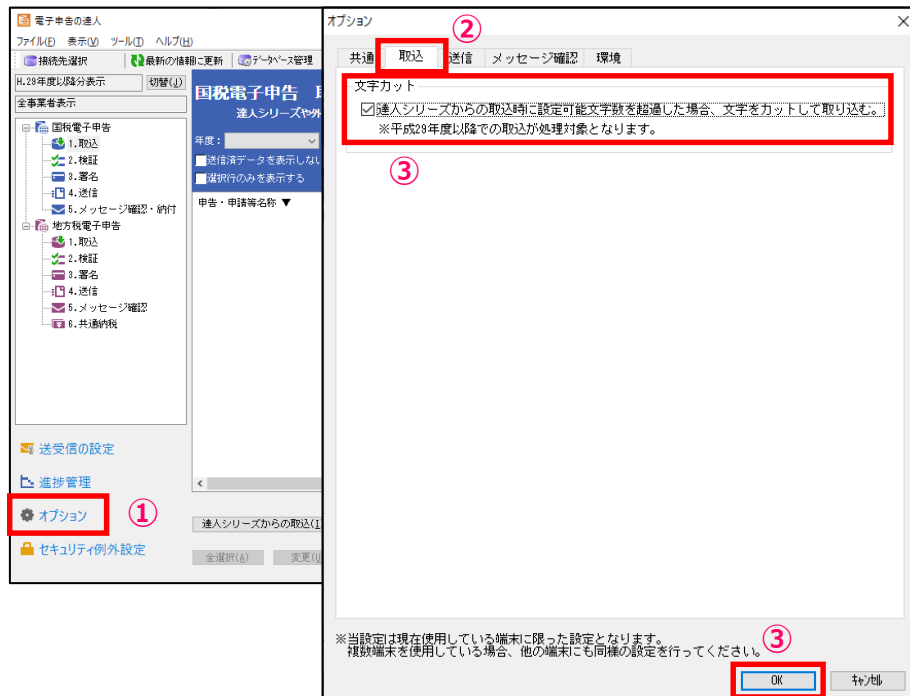 電子申告の達人
ファイル(F) 表示(V) ツール(T) ヘルプ(H)
接続先選択 最新の情報に更新 データベース管理
H.29年度以降分表示 切替(J)
全事業者表示
国税電子申告
1.取込
2.検証
3.署名
4.送信
5.メッセージ確認・納付
地方税電子申告
1.取込
2.検証
3.署名
4.送信
5.メッセージ確認
6.共通納税
送受信の設定
進捗管理
オプション
①
セキュリティ例外設定
国税電子申告
達人シリーズや外
年度：
送信済データを表示しない
選択行のみを表示する
申告・申請等名称 ▼
<
達人シリーズからの取込(I
全選択(A) 変更(U
オプション
②
共通 取込 送信 メッセージ確認 環境
文字カット
達人シリーズからの取込時に設定可能文字数を超過した場合、文字をカットして取り込む。
※平成29年度以降での取込が処理対象となります。
③
※当設定は現在使用している端末に限った設定となります。
複数端末を使用している場合、他の端末にも同様の設定を行ってください。
③
OK キャンセル